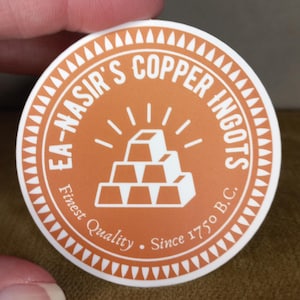 EA-NASIR'S COPPER INGOTS
Finest Quality • Since 1750 B.C.